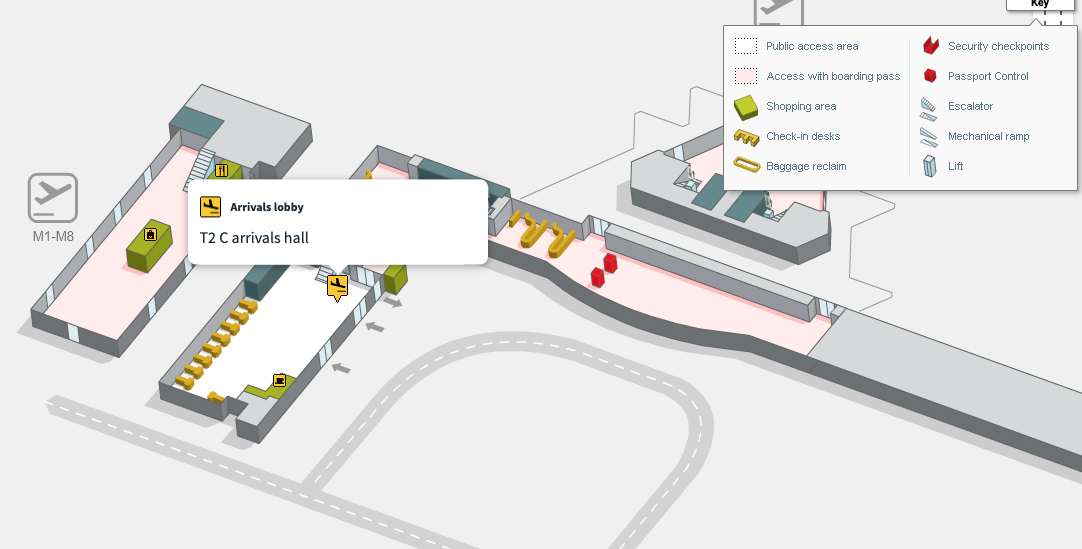 Key
Public access area
Access with boarding pass
Shopping area
Check-in desks
Baggage reclaim
Security checkpoints
Passport Control
Escalator
Mechanical ramp
Lift
M1-M8
Arrivals lobby
T2 C arrivals hall